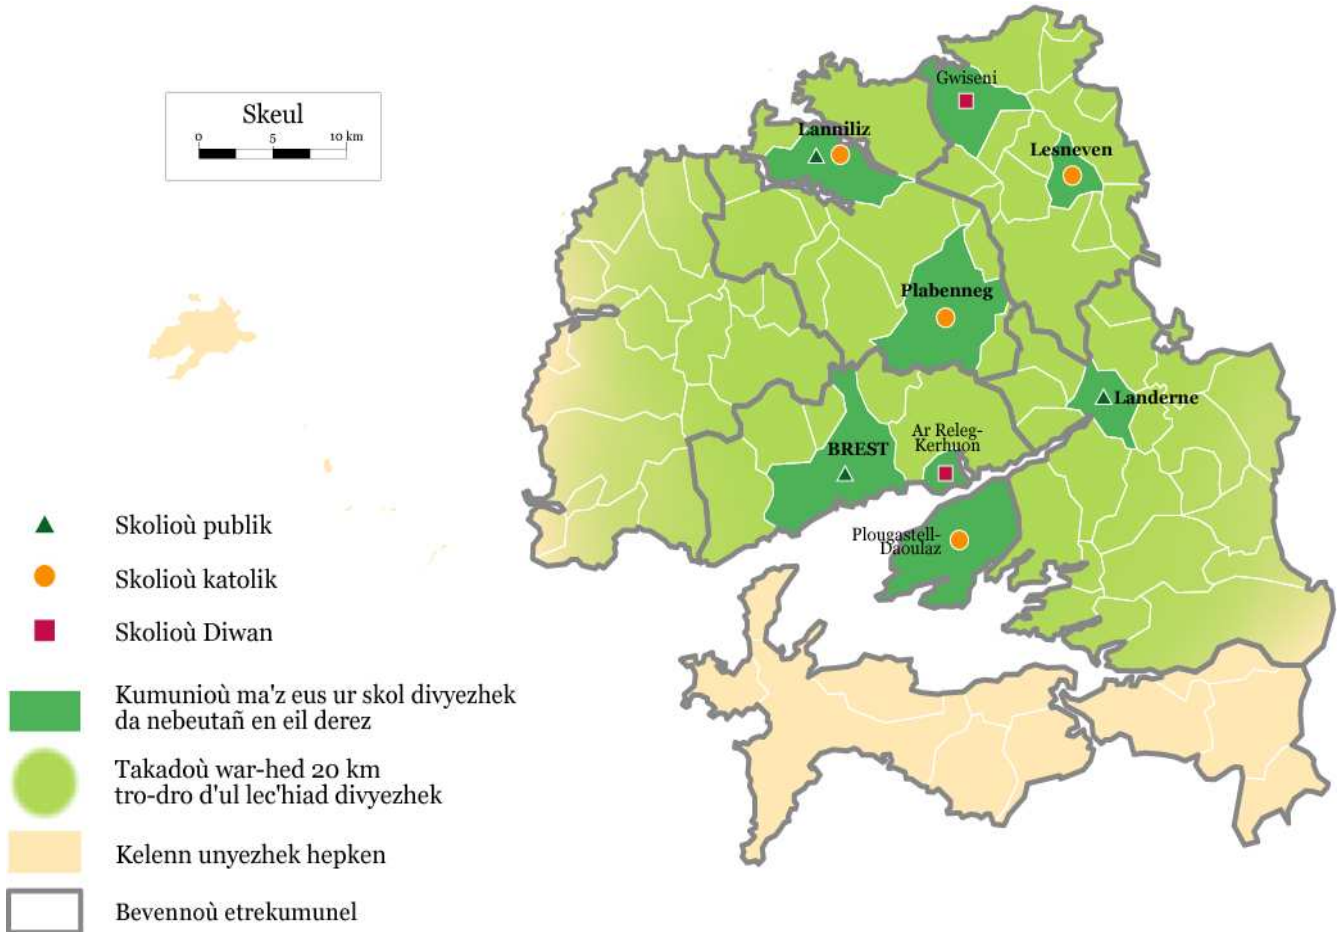 Skeul
0 5 10 km
Gwiseni
Lanniliz
Lesneven
Plabenneg
Landerne
Ar Releg-
Kerhuon
BREST
Plougastell-
Daoulaz
Skolioù publik
Skolioù katolik
Skolioù Diwan
Kumunioù ma'z eus ur skol divyezhek
da nebeutañ en eil derez
Takadoù war-hed 20 km
tro-dro d'ul lec'hiad divyezhek
Kelenn unyezhek hepken
Bevennoù etrekumunel